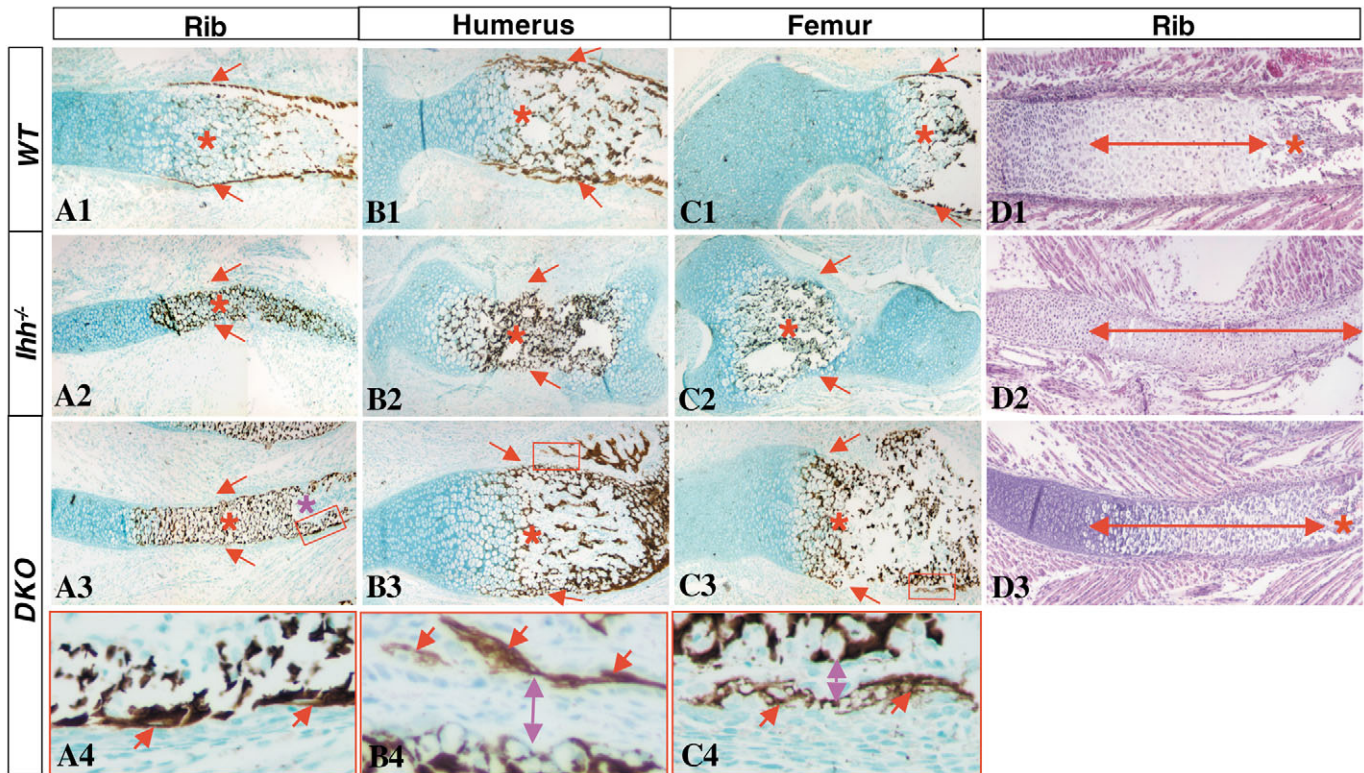 Rib Humerus Femur Rib
WT
A1 B1 C1 D1
Ihh-/-
A2 B2 C2 D2
DKO
A3 B3 C3 D3
A4 B4 C4